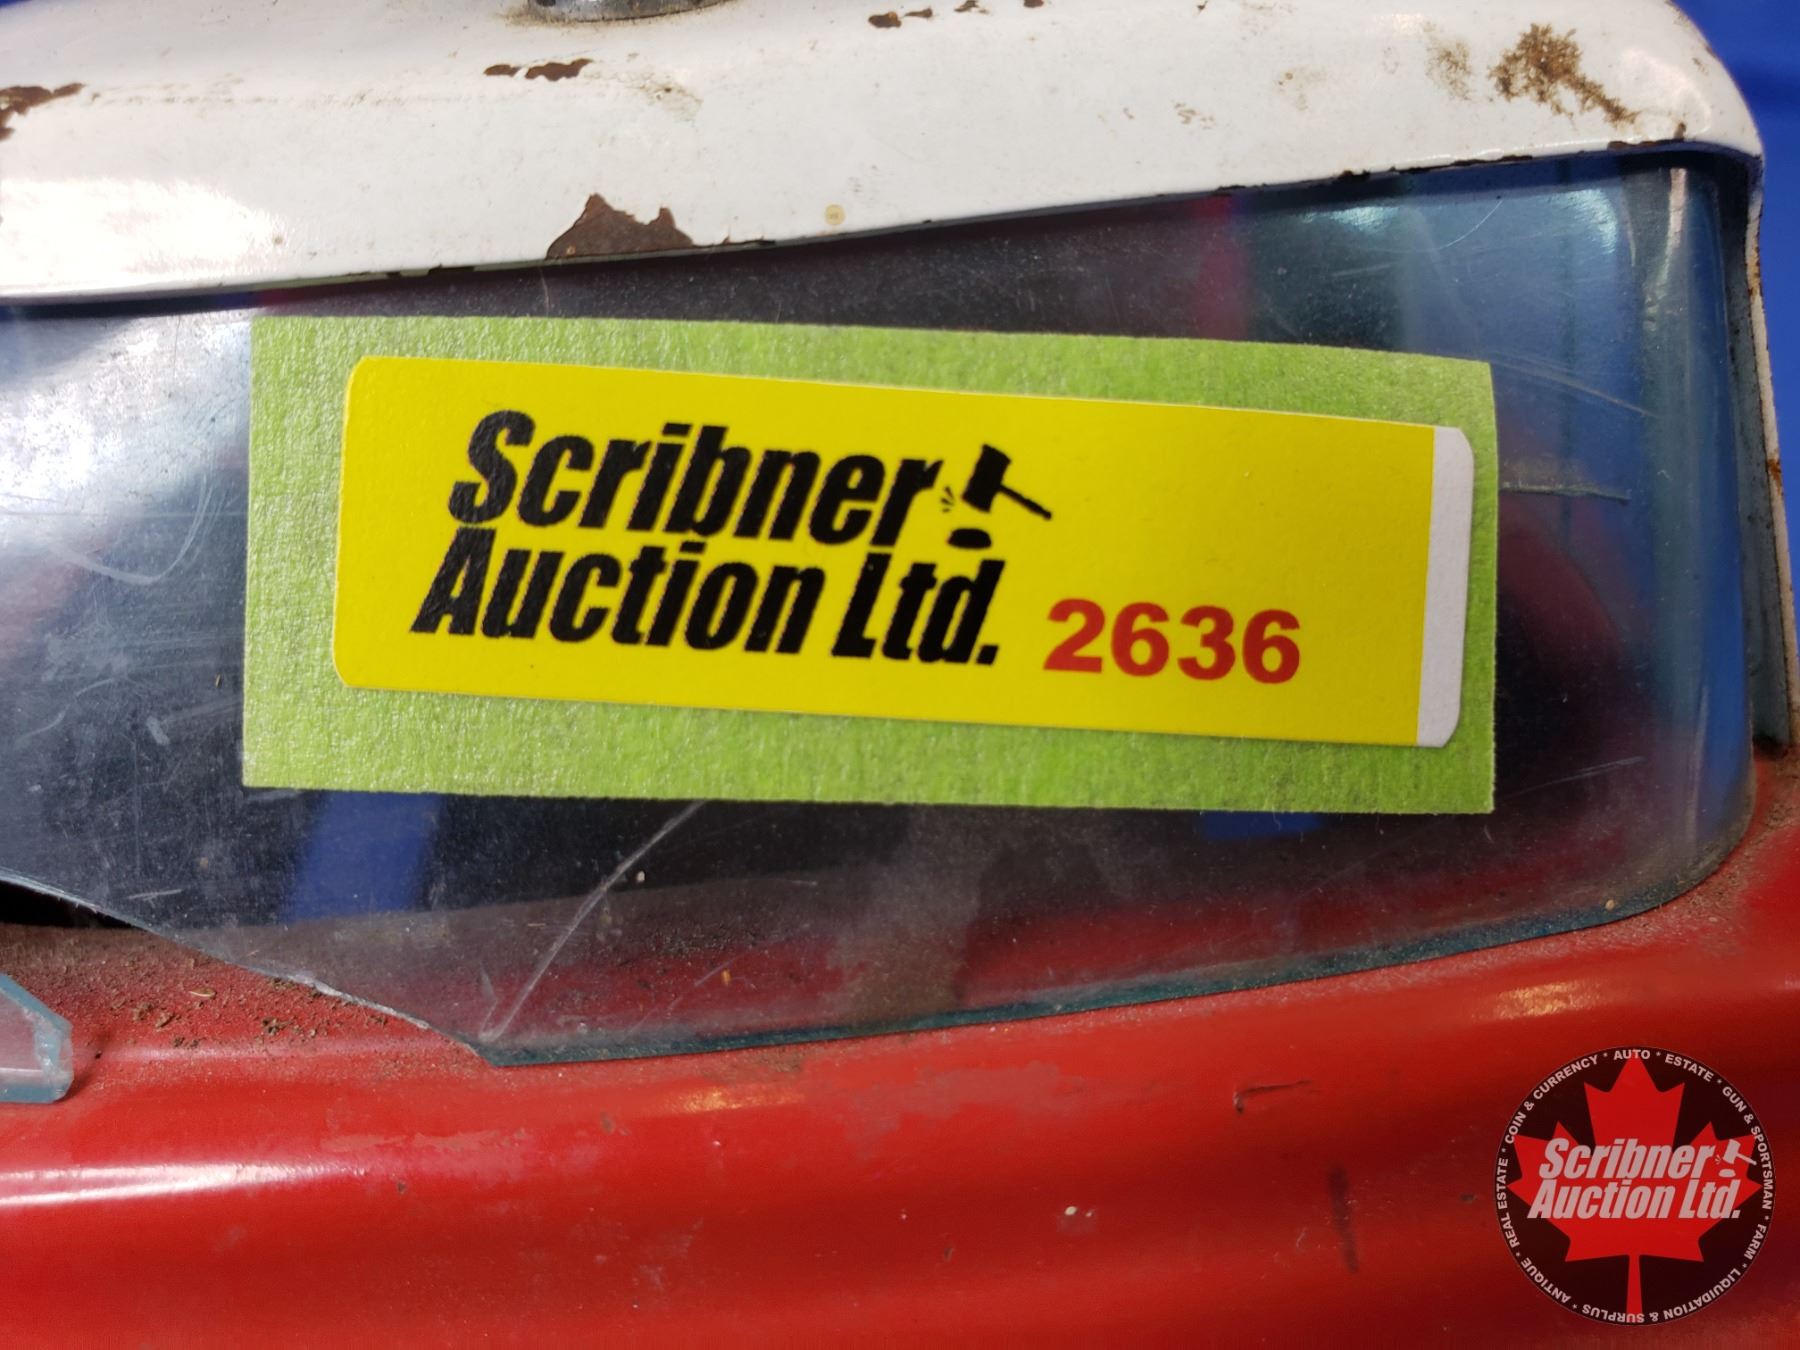 Scribner
Auction Ltd. 2636
COIN & CURRENCY * AUTO * ESTATE * GUN & SPORTSMAN * FARM * LIQUIDATION & SURPLUS * ANTIQUE * REAL ESTATE *
Scribner
Auction Ltd.